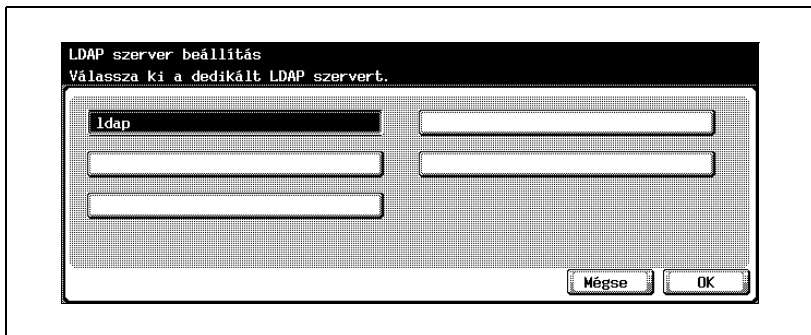 LDAP szerver beállítás
Válassza ki a dedikált LDAP szervert.
ldap
Mégse OK